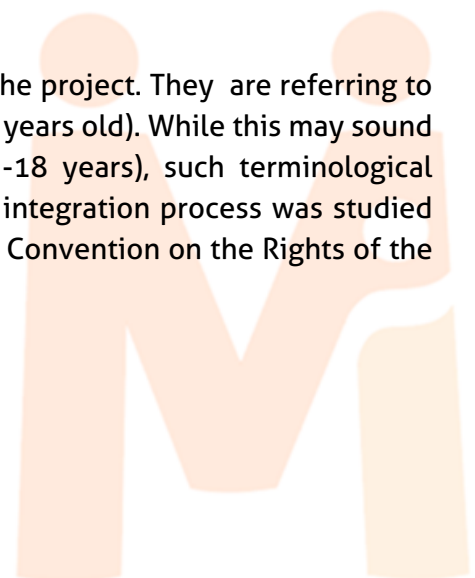 he project. They are referring to
years old). While this may sound
-18 years), such terminological
integration process was studied
Convention on the Rights of the